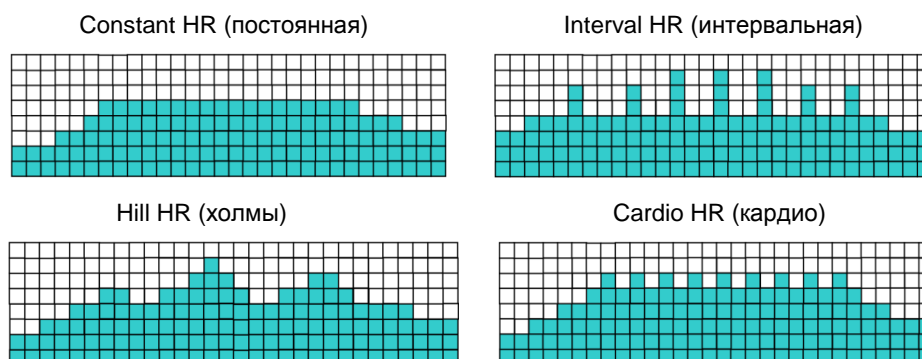 Constant HR (постоянная)
Interval HR (интервальная)
Hill HR (холмы)
Cardio HR (кардио)